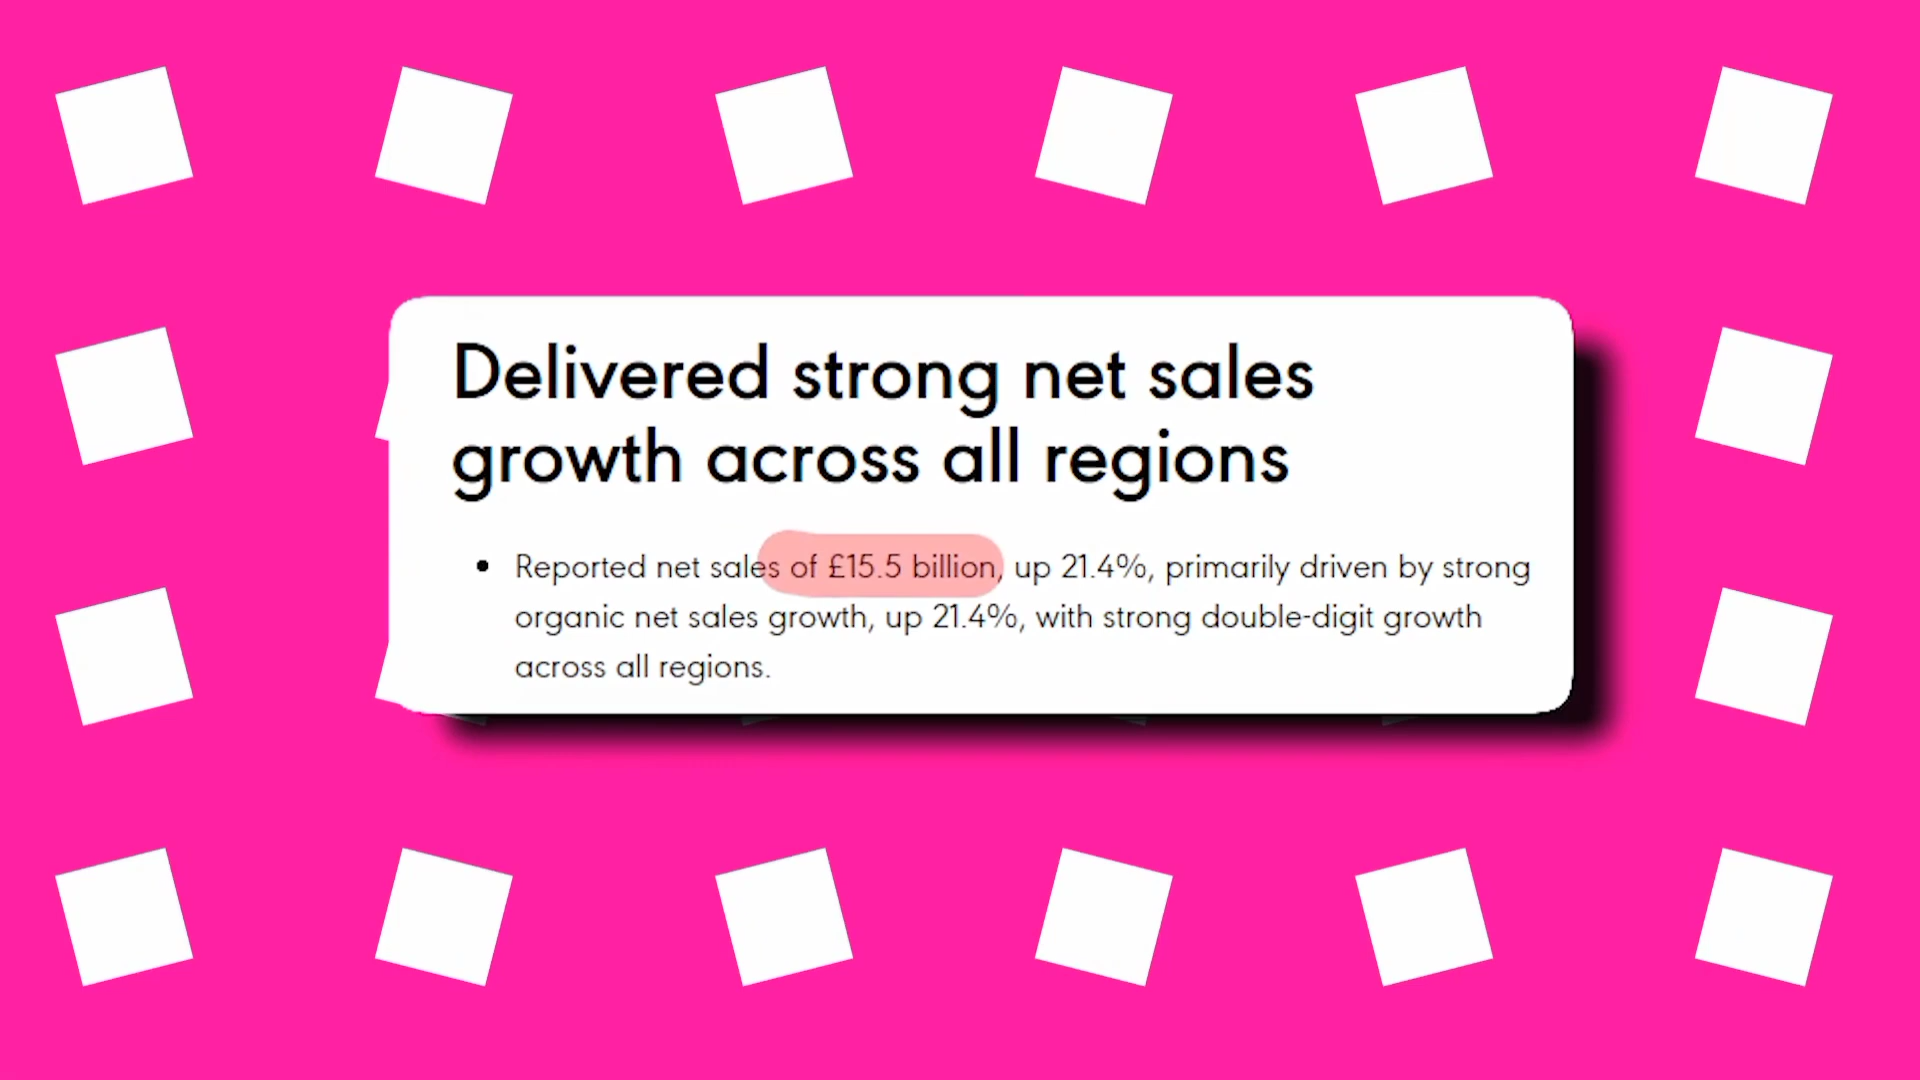 Delivered strong net sales
growth across all regions
• Reported net sales of £15.5 billion, up 21.4%, primarily driven by strong
organic net sales growth, up 21.4%, with strong double-digit growth
across all regions.